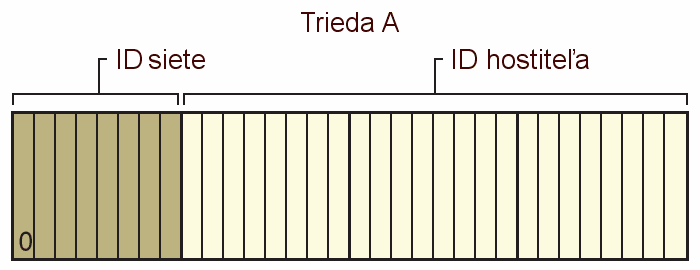 Trieda A
ID siete
ID hostiteľa
0